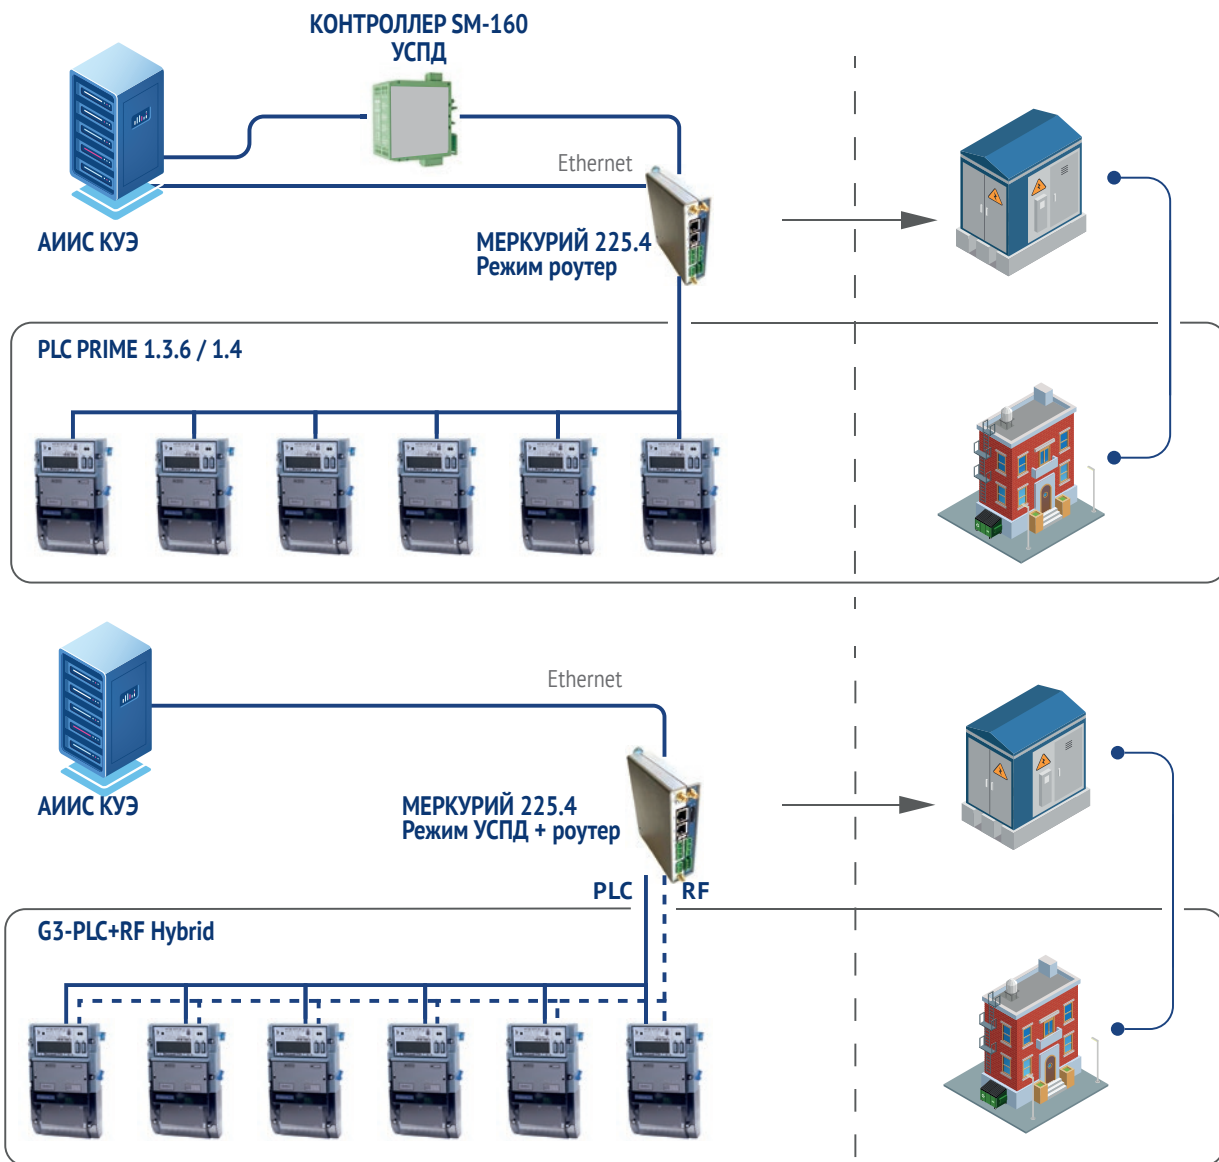 КОНТРОЛЛЕР SM-160
УСПД
Ethernet
АИИС КУЭ
МЕРКУРИЙ 225.4
Режим роутер
PLC PRIME 1.3.6 / 1.4
Ethernet
АИИС КУЭ
МЕРКУРИЙ 225.4
Режим УСПД + роутер
PLC
RF
G3-PLC+RF Hybrid